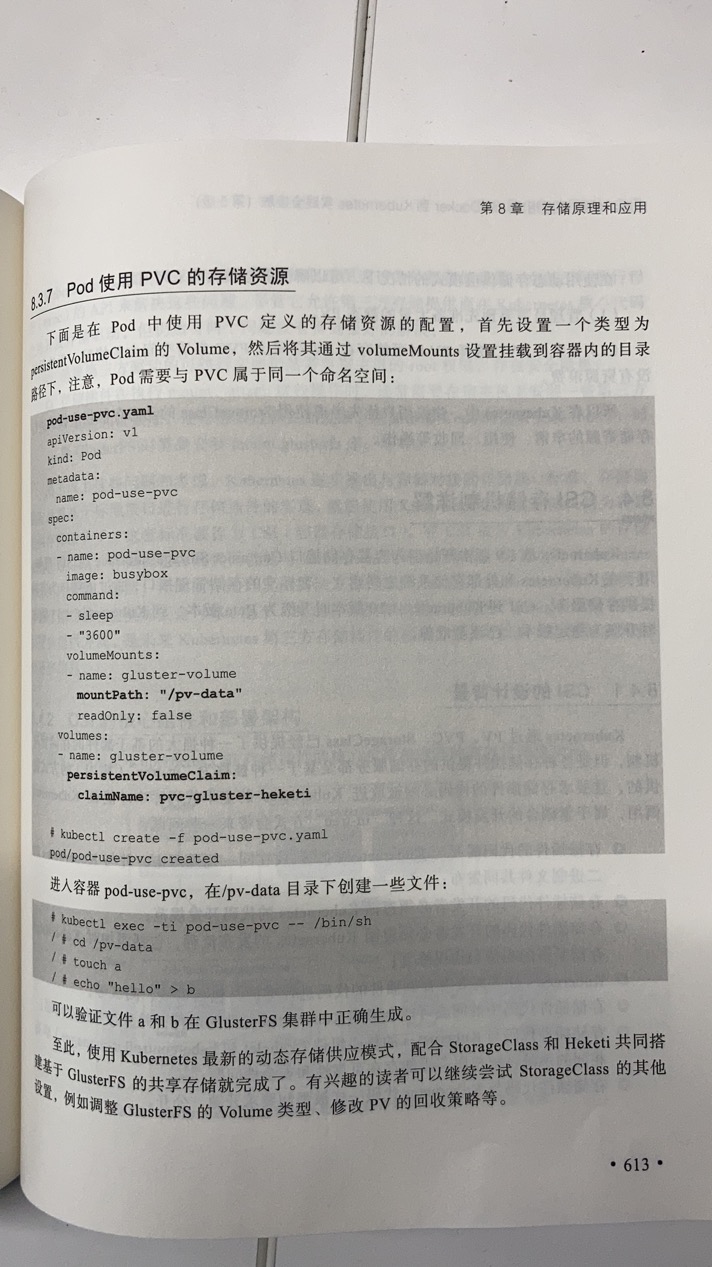 第 8 章　存储原理和应用
8.3.7　Pod 使用 PVC 的存储资源
下面是在 Pod 中使用 PVC 定义的存储资源的配置，首先设置一个类型为
persistentVolumeClaim 的 Volume，然后将其通过 volumeMounts 设置挂载到容器内的目录
路径下，注意，Pod 需要与 PVC 属于同一个命名空间：
pod-use-pvc.yaml
apiVersion: v1
kind: Pod
metadata:
  name: pod-use-pvc
spec:
  containers:
  - name: pod-use-pvc
    image: busybox
    command:
    - sleep
    - "3600"
    volumeMounts:
    - name: gluster-volume
      mountPath: "/pv-data"
      readOnly: false
  volumes:
  - name: gluster-volume
    persistentVolumeClaim:
      claimName: pvc-gluster-heketi
# kubectl create -f pod-use-pvc.yaml
pod/pod-use-pvc created
进入容器 pod-use-pvc，在/pv-data 目录下创建一些文件：
# kubectl exec -ti pod-use-pvc -- /bin/sh
/ # cd /pv-data
/ # touch a
/ # echo "hello" > b
可以验证文件 a 和 b 在 GlusterFS 集群中正确生成。
至此，使用 Kubernetes 最新的动态存储供应模式，配合 StorageClass 和 Heketi 共同搭
建基于 GlusterFS 的共享存储就完成了。有兴趣的读者可以继续尝试 StorageClass 的其他
设置，例如调整 GlusterFS 的 Volume 类型、修改 PV 的回收策略等。
• 613 •